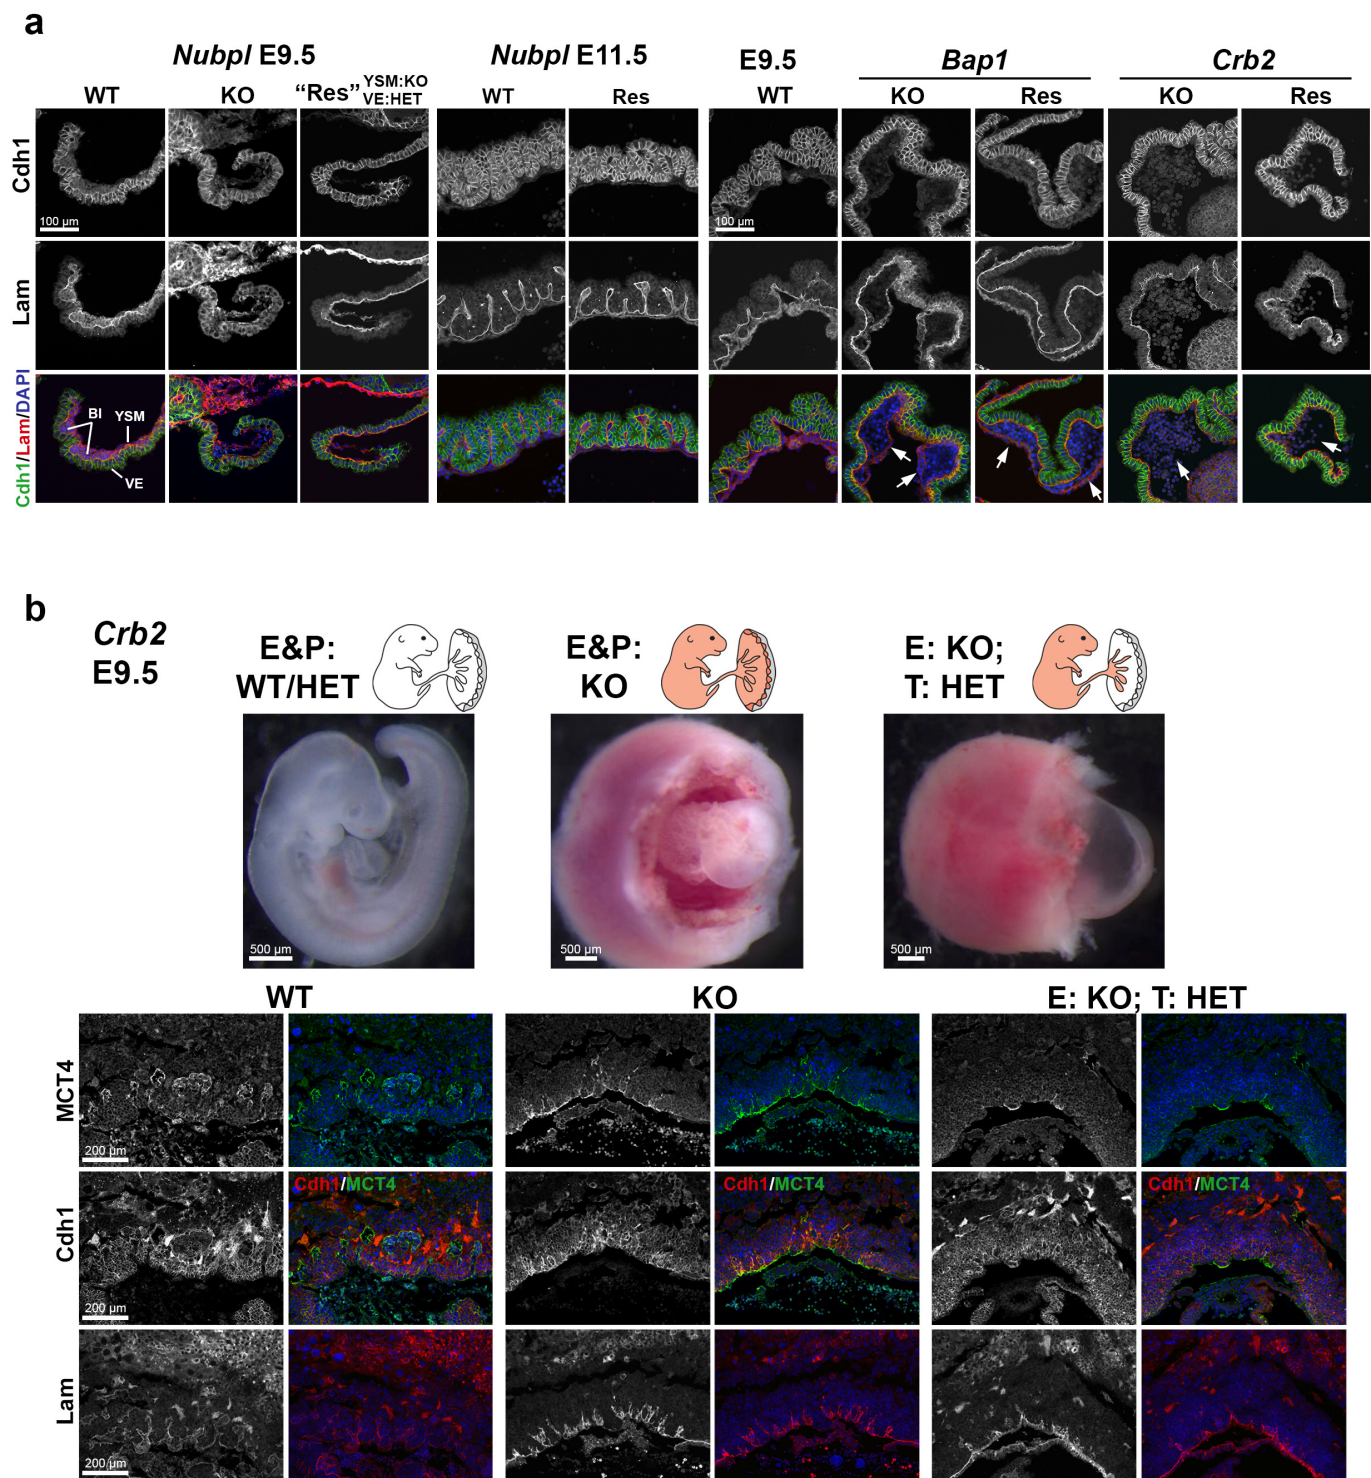 a
Nubpl E9.5
Nubpl E11.5
E9.5
Bap1
Crb2
WT
KO
“Res” YSM:KO
VE:HET
WT
Res
WT
KO
Res
KO
Res
Cdh1
100 µm
100 µm
Lam
Cdh1/Lam/DAPI
BI
YSM
VE
b
Crb2
E9.5
E&P:
WT/HET
E&P:
KO
E: KO;
T: HET
500 µm
500 µm
500 µm
WT
KO
E: KO; T: HET
MCT4
200 µm
Cdh1
Cdh1/MCT4
Cdh1/MCT4
Cdh1/MCT4
200 µm
Lam
200 µm